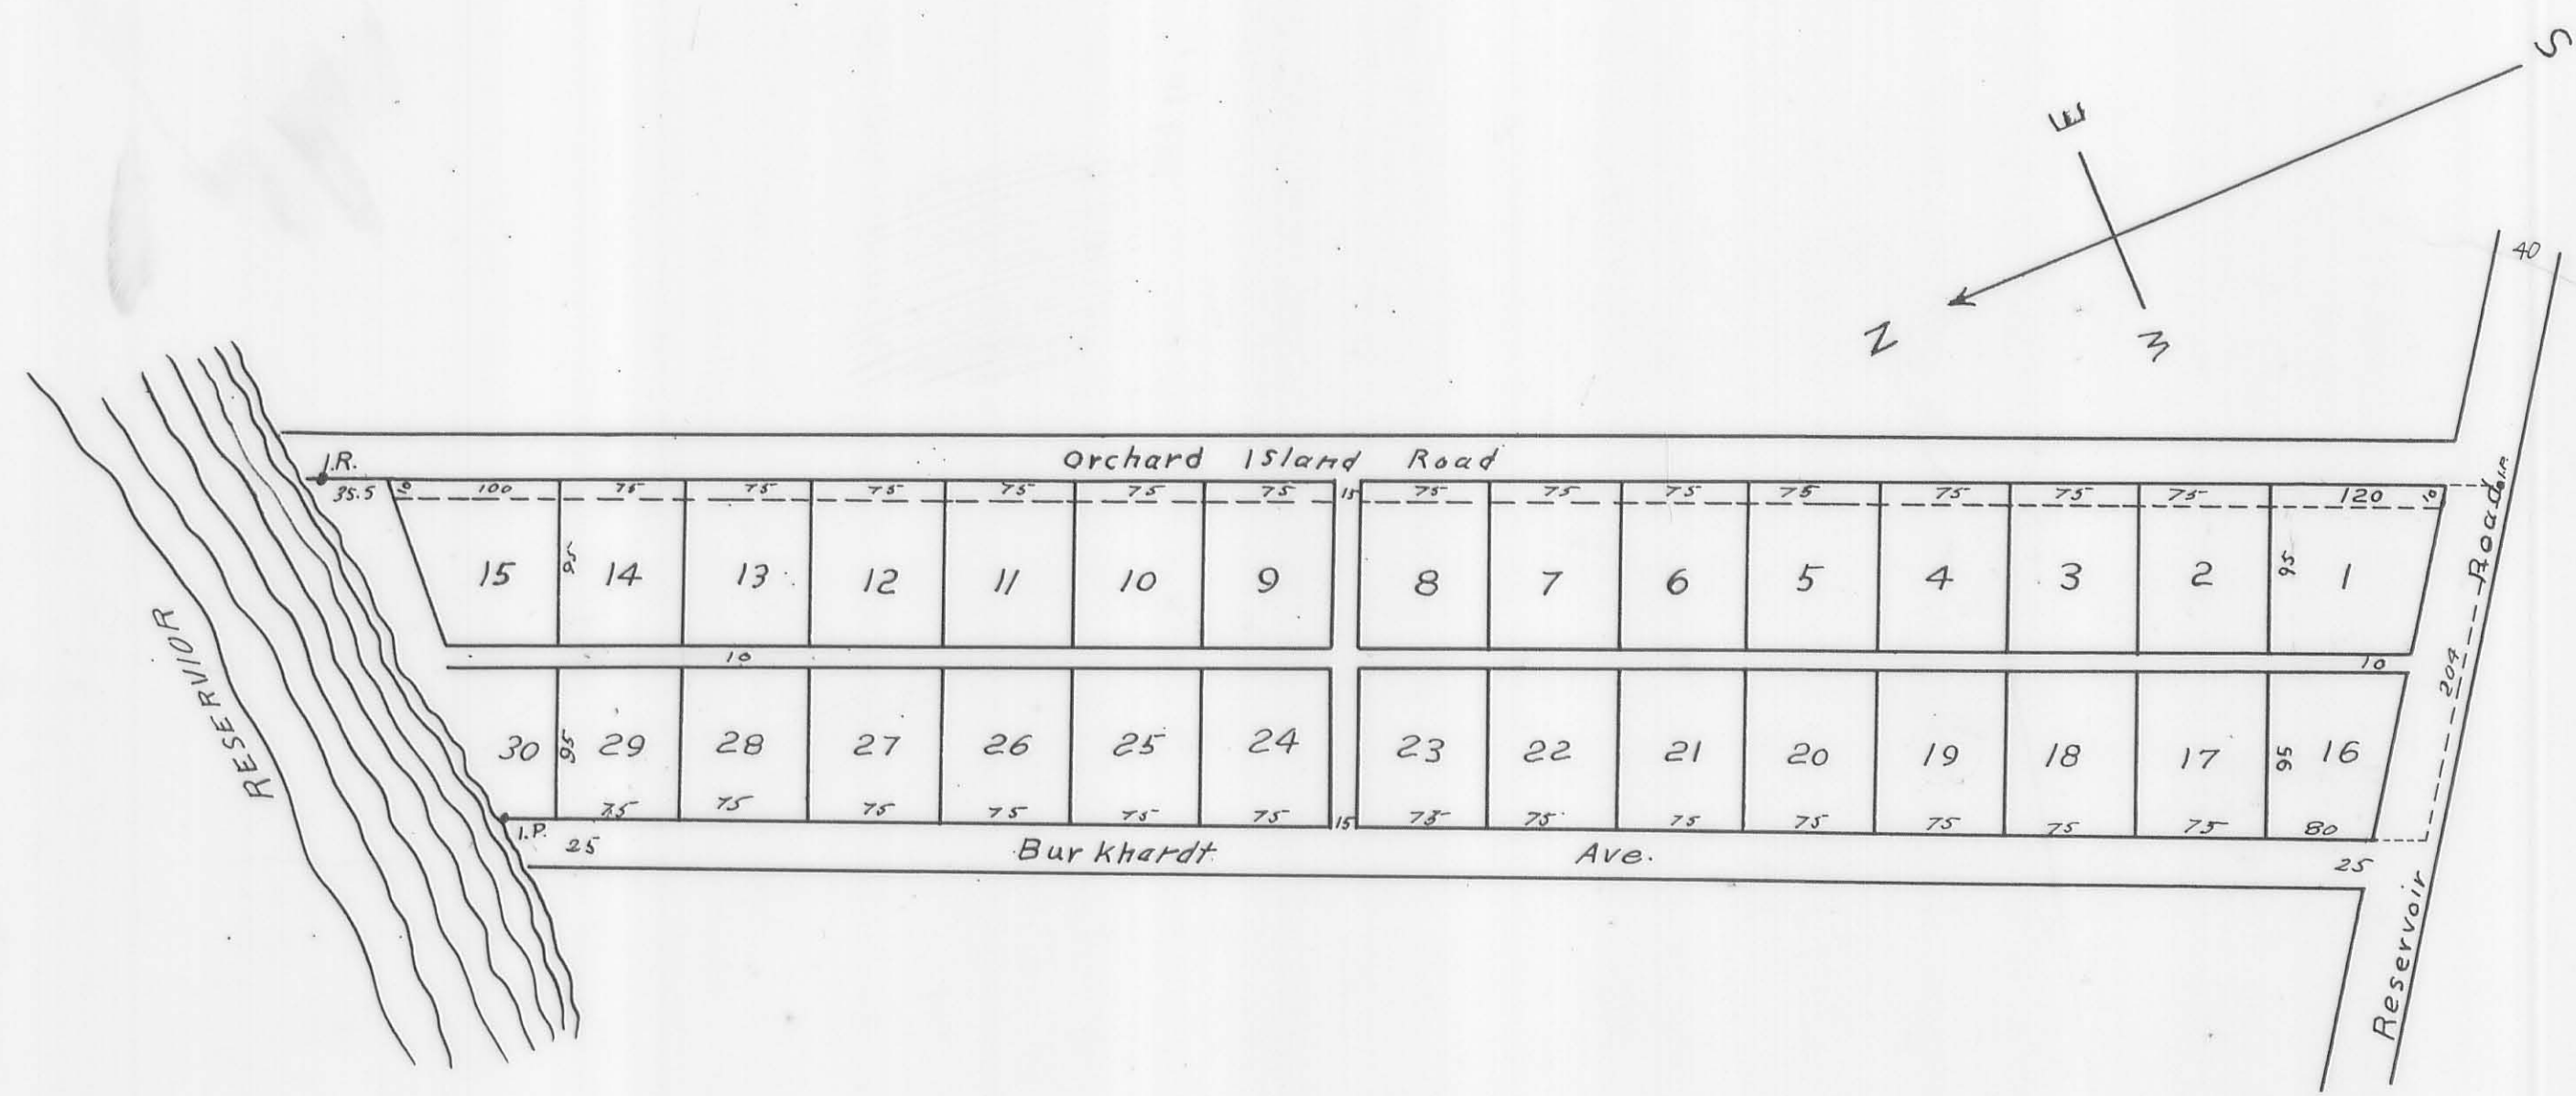 S
E
40
N
W
I.R.
Orchard Island Road
35.5 10 100 75 75 75 75 75 75 15 75 75 75 75 75 75 75 120 10
15 95 14 13 12 11 10 9 8 7 6 5 4 3 2 95 1
10
10
204
RESERVIOR
30 95 29 28 27 26 25 24 23 22 21 20 19 18 17 95 16
75 75 75 75 75 75 15 75 75 75 75 75 75 75 80
I.P.
25
Burkhardt Ave.
25
Reservoir Road